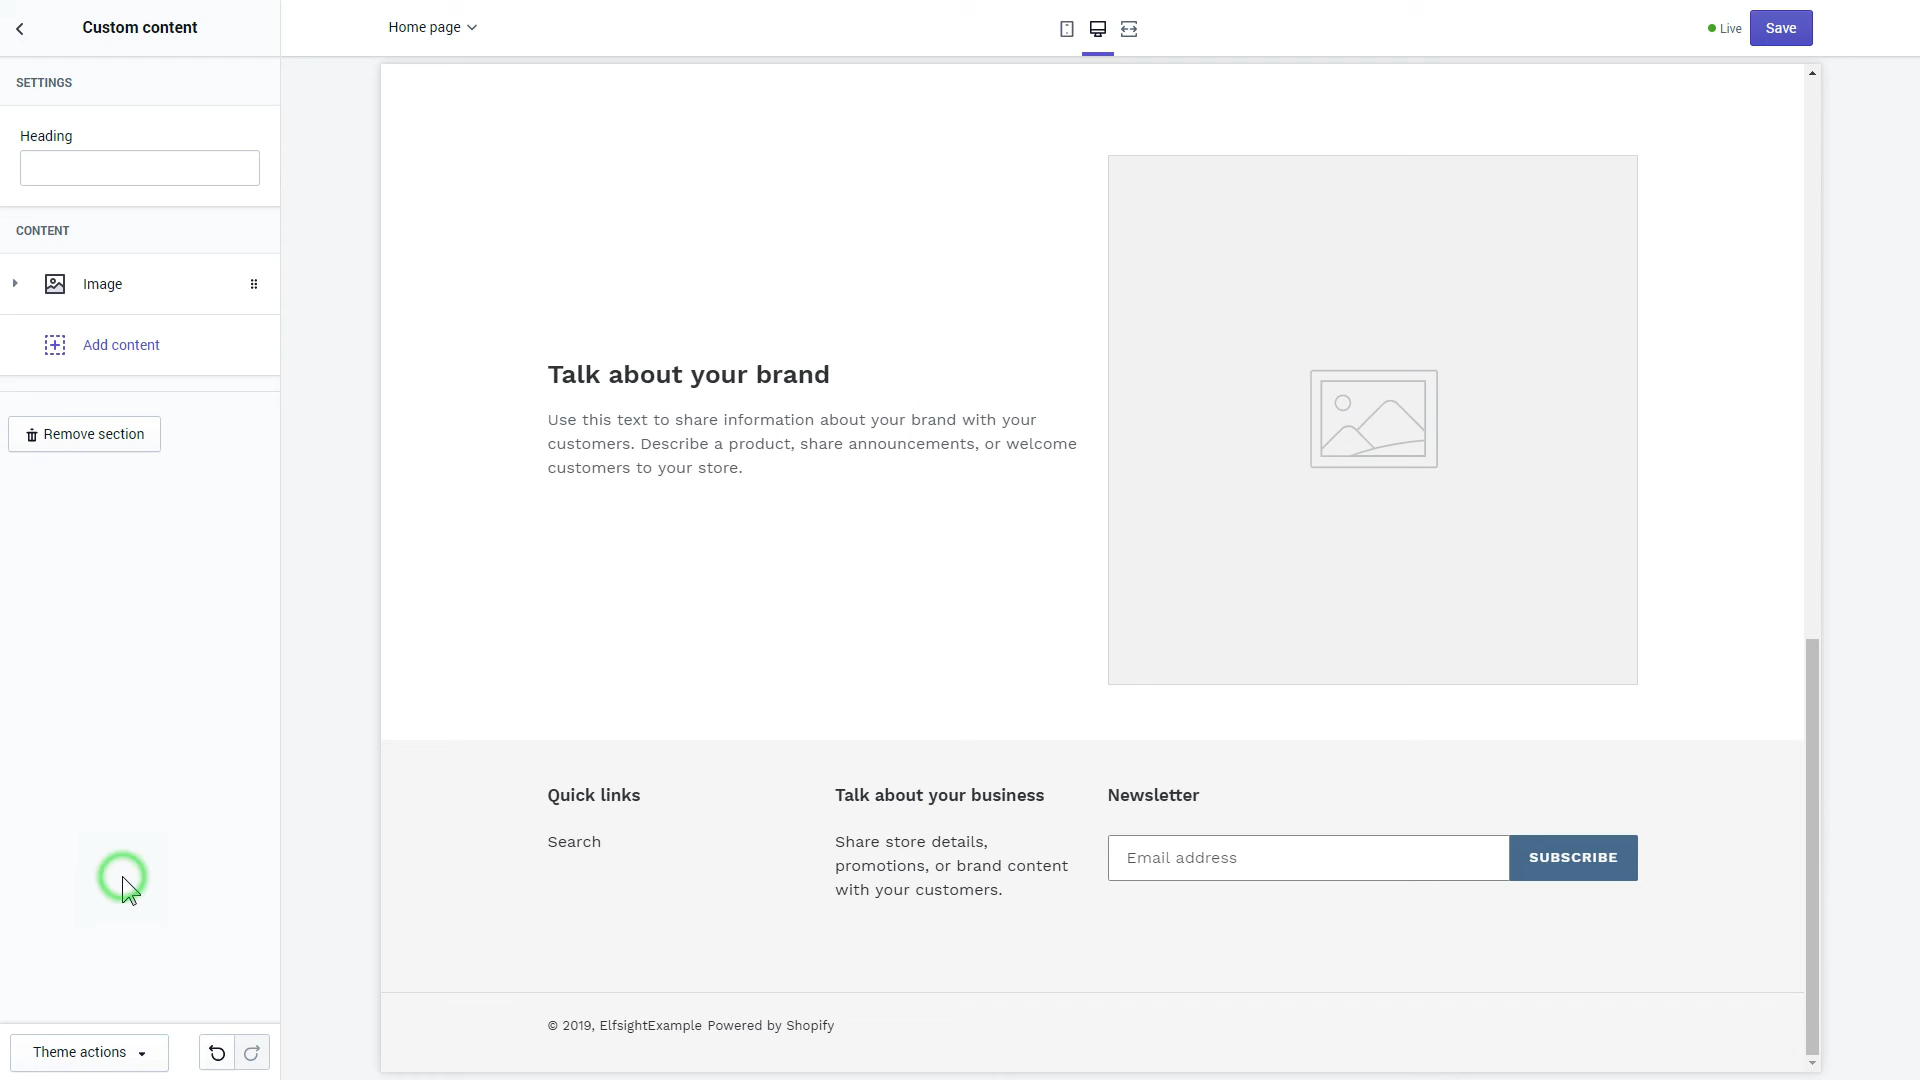 Custom content
Home page
Live
Save
SETTINGS
Heading
CONTENT
Image
Add content
Remove section
Talk about your brand
Use this text to share information about your brand with your
customers. Describe a product, share announcements, or welcome
customers to your store.
Quick links
Search
Talk about your business
Share store details,
promotions, or brand content
with your customers.
Newsletter
Email address
SUBSCRIBE
© 2019, ElfsightExample Powered by Shopify
Theme actions